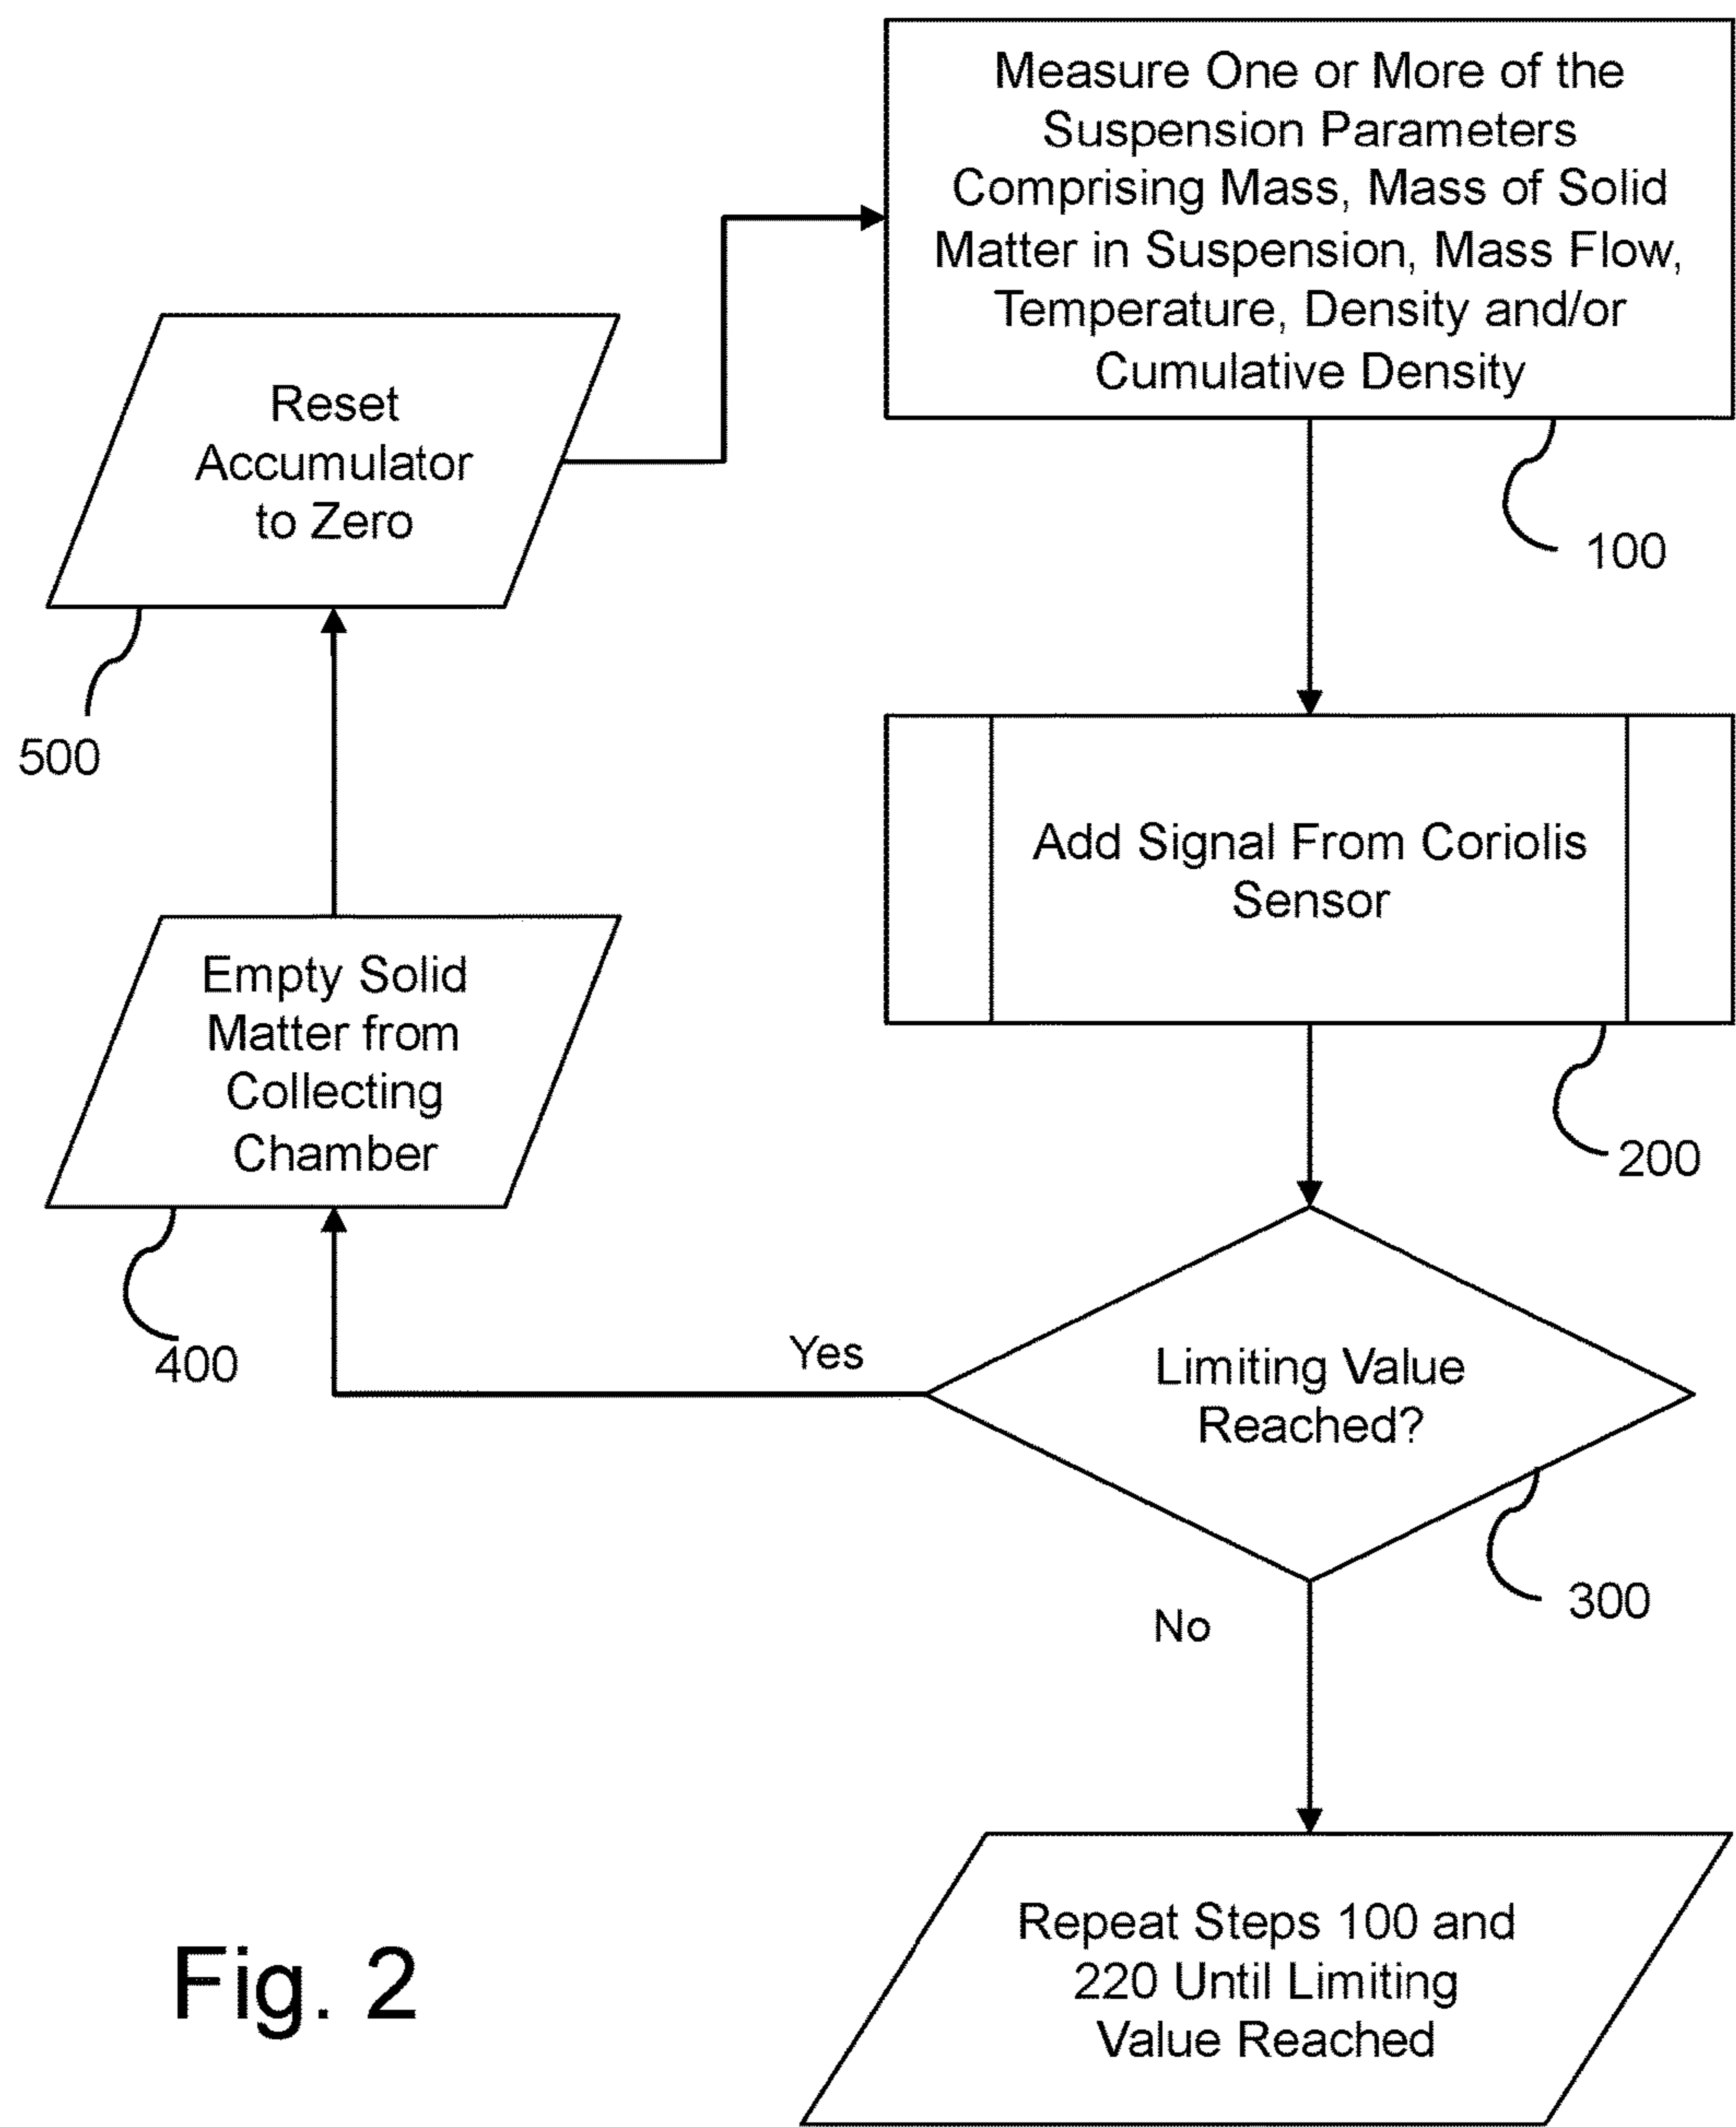 Measure One or More of the
Suspension Parameters
Comprising Mass, Mass of Solid
Matter in Suspension, Mass Flow,
Temperature, Density and/or
Cumulative Density
100
Reset
Accumulator
to Zero
500
Add Signal From Coriolis
Sensor
200
Empty Solid
Matter from
Collecting
Chamber
400
Yes
Limiting Value
Reached?
300
No
Repeat Steps 100 and
220 Until Limiting
Value Reached
Fig. 2